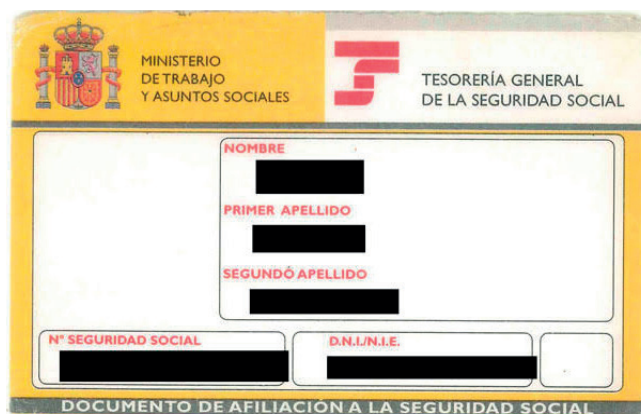 MINISTERIO
DE TRABAJO
Y ASUNTOS SOCIALES
TESORERÍA GENERAL
DE LA SEGURIDAD SOCIAL
NOMBRE
PRIMER APELLIDO
SEGUNDÓ APELLIDO
Nº SEGURIDAD SOCIAL
D.N.I./N.I.E.
DOCUMENTO DE AFILIACIÓN A LA SEGURIDAD SOCIAL